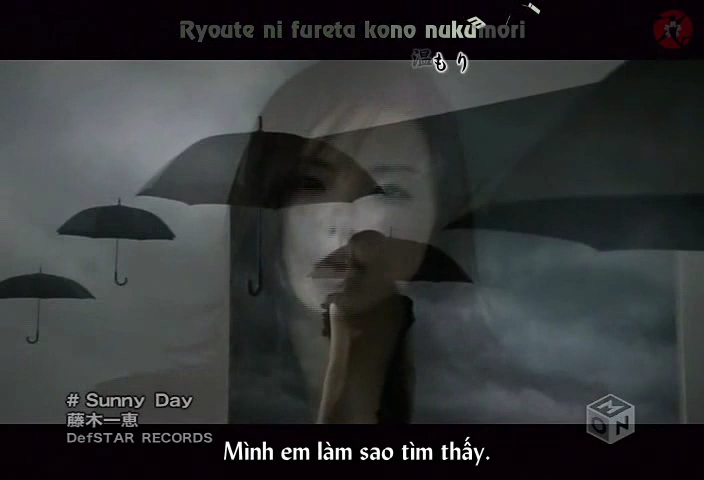 Ryoute ni fureta kono nukumori
温もり
# Sunny Day
藤木一恵
DefSTAR RECORDS
M
ON
Mình em làm sao tìm thấy.